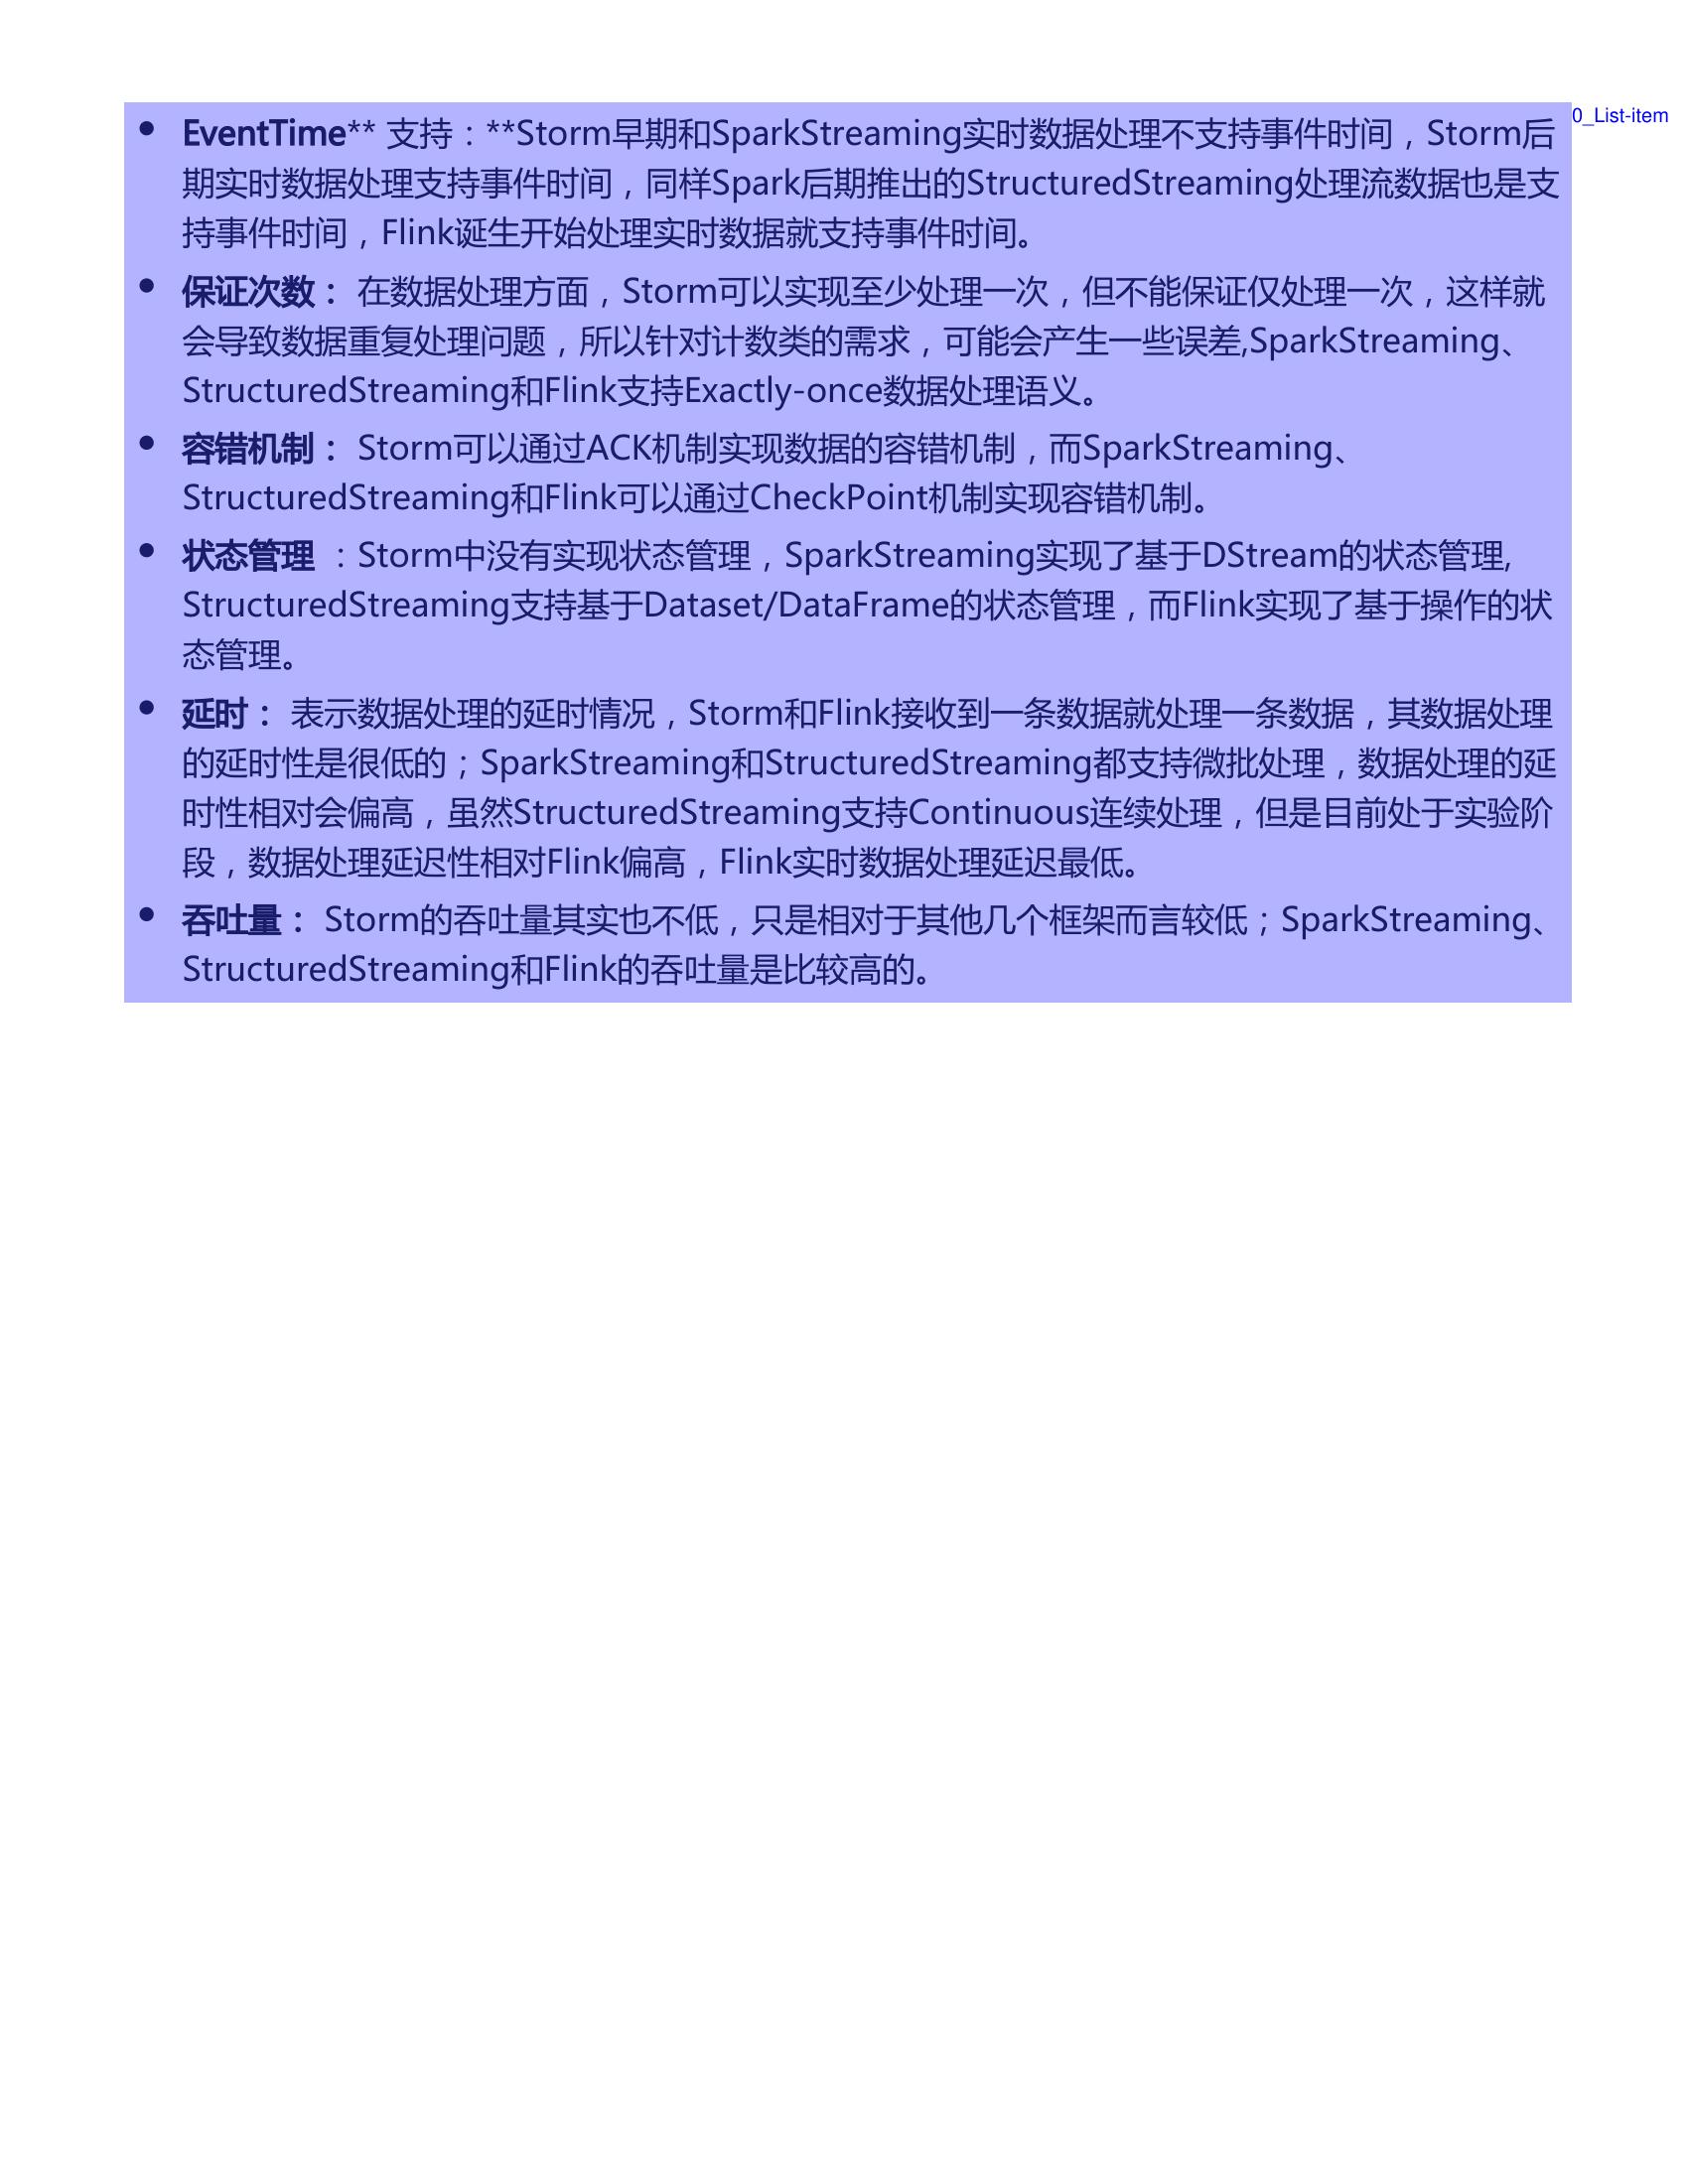 • EventTime** 支持：**Storm早期和SparkStreaming实时数据处理不支持事件时间，Storm后
0_List-item
期实时数据处理支持事件时间，同样Spark后期推出的StructuredStreaming处理流数据也是支
持事件时间，Flink诞生开始处理实时数据就支持事件时间。
• 保证次数： 在数据处理方面，Storm可以实现至少处理一次，但不能保证仅处理一次，这样就
会导致数据重复处理问题，所以针对计数类的需求，可能会产生一些误差,SparkStreaming、
StructuredStreaming和Flink支持Exactly-once数据处理语义。
• 容错机制： Storm可以通过ACK机制实现数据的容错机制，而SparkStreaming、
StructuredStreaming和Flink可以通过CheckPoint机制实现容错机制。
• 状态管理 ：Storm中没有实现状态管理，SparkStreaming实现了基于DStream的状态管理,
StructuredStreaming支持基于Dataset/DataFrame的状态管理，而Flink实现了基于操作的状
态管理。
• 延时： 表示数据处理的延时情况，Storm和Flink接收到一条数据就处理一条数据，其数据处理
的延时性是很低的；SparkStreaming和StructuredStreaming都支持微批处理，数据处理的延
时性相对会偏高，虽然StructuredStreaming支持Continuous连续处理，但是目前处于实验阶
段，数据处理延迟性相对Flink偏高，Flink实时数据处理延迟最低。
• 吞吐量： Storm的吞吐量其实也不低，只是相对于其他几个框架而言较低；SparkStreaming、
StructuredStreaming和Flink的吞吐量是比较高的。